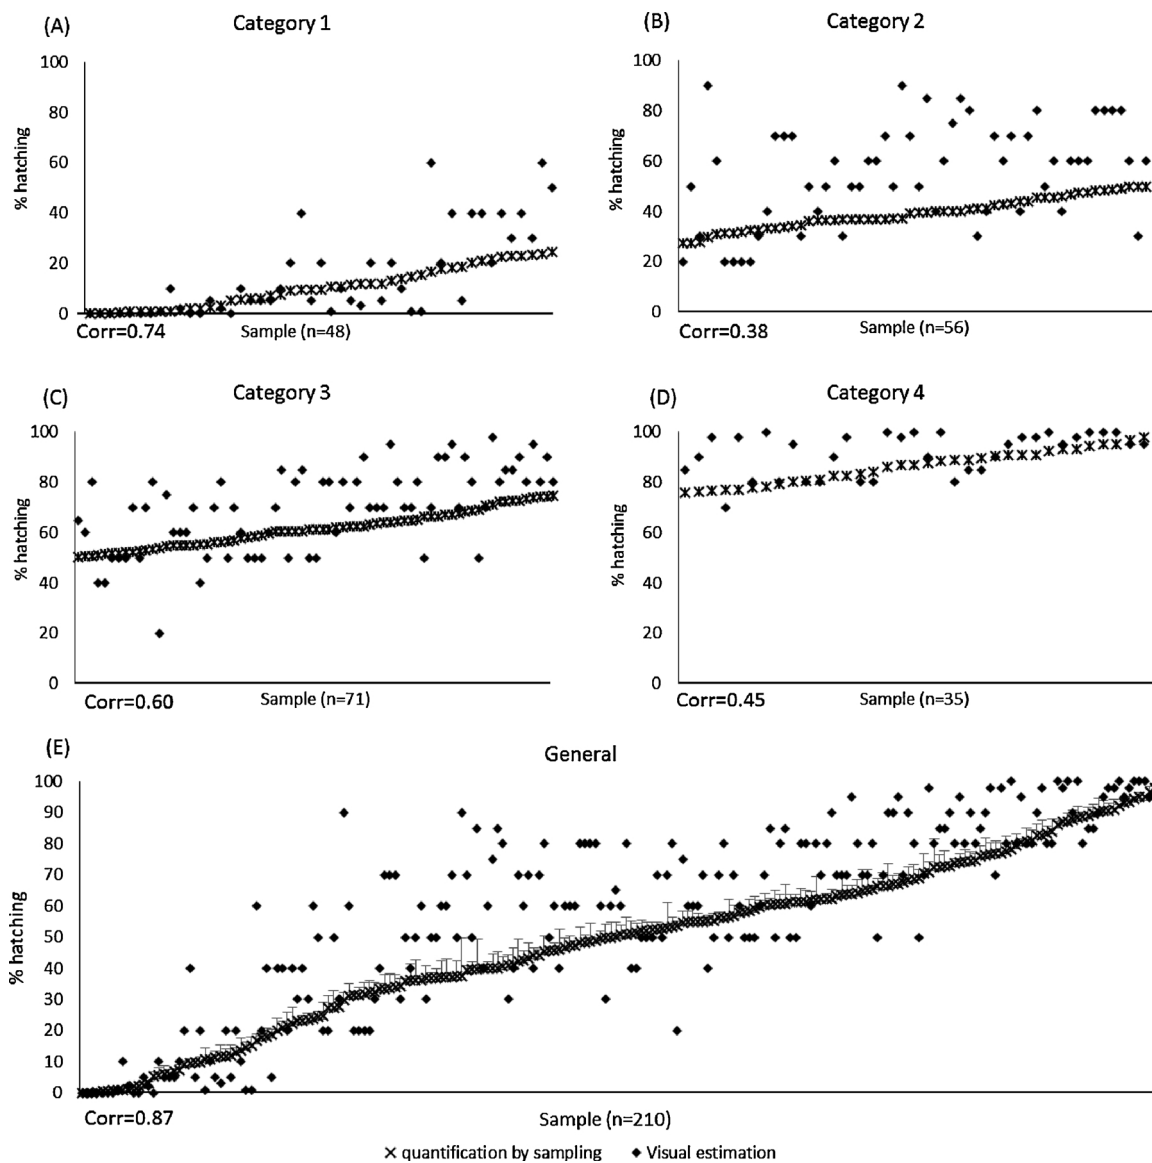 (A)
Category 1
100
80
60
40
20
0
% hatching
Corr=0.74
Sample (n=48)
(B)
Category 2
100
80
60
40
20
0
% hatching
Corr=0.38
Sample (n=56)
(C)
Category 3
100
80
60
40
20
0
% hatching
Corr=0.60
Sample (n=71)
(D)
Category 4
100
80
60
40
20
0
% hatching
Corr=0.45
Sample (n=35)
(E)
General
100
90
80
70
60
50
40
30
20
10
0
% hatching
Corr=0.87
Sample (n=210)
quantification by sampling
Visual estimation